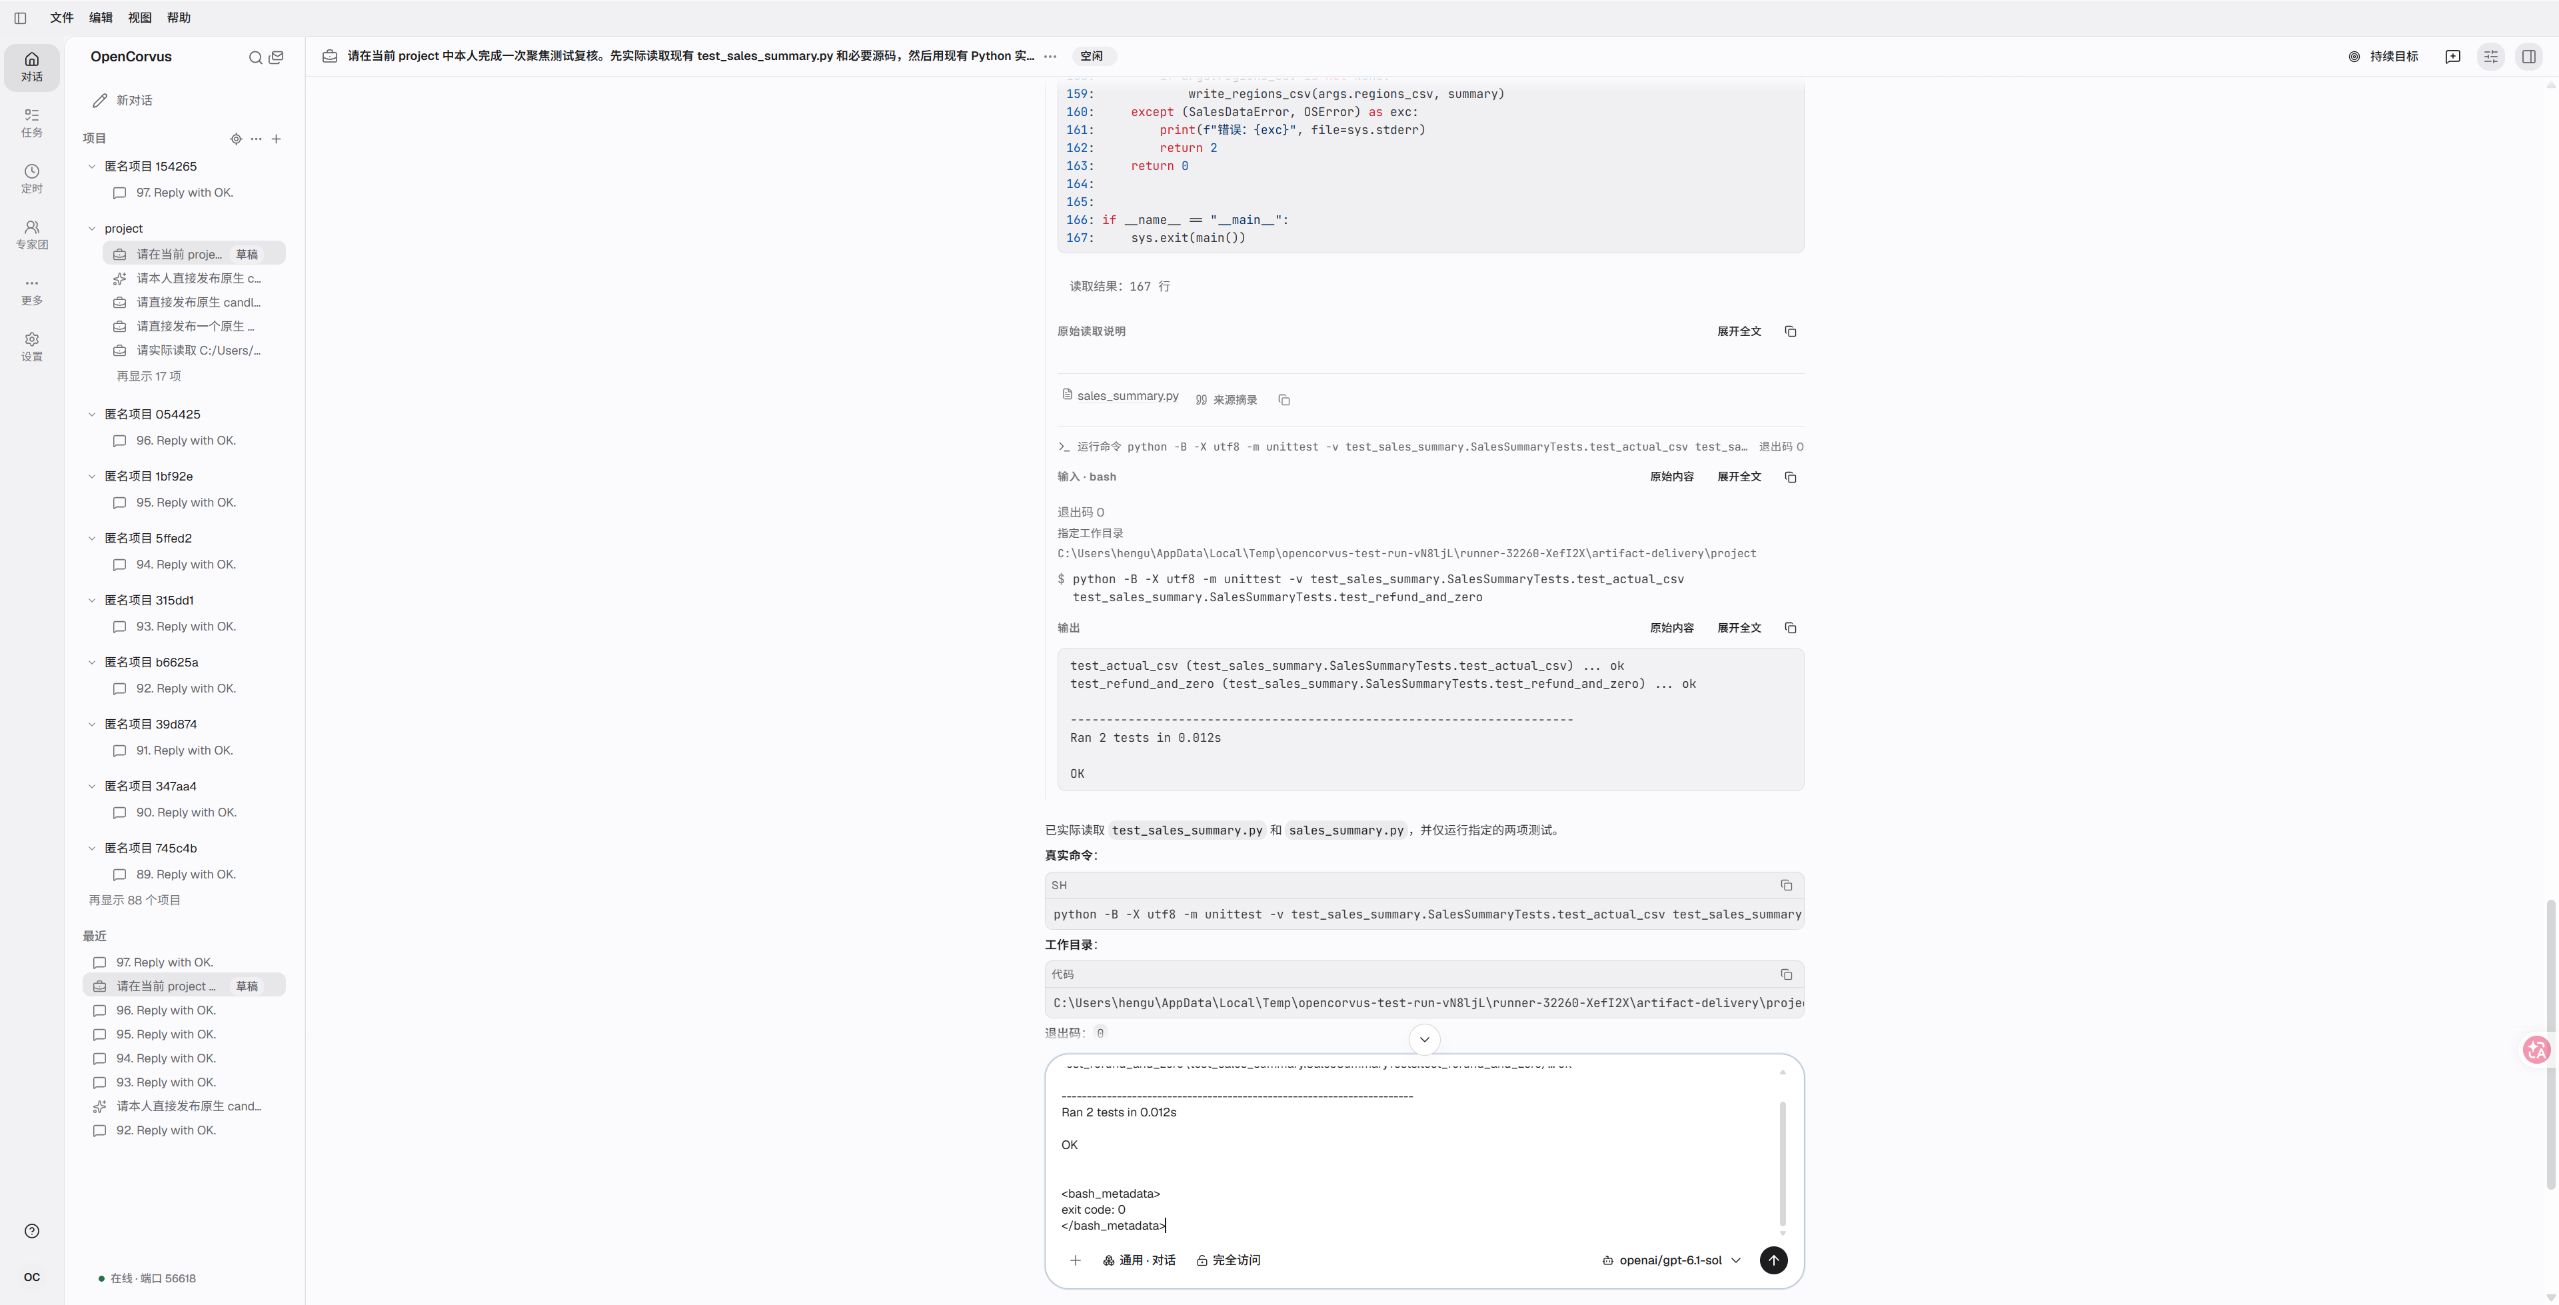 文件 编辑 视图 帮助
对话
任务
定时
专家团
更多
设置
OC
OpenCorvus
新对话
项目
匿名项目 154265
97. Reply with OK.
project
请在当前 proje... 草稿
请本人直接发布原生 c...
请直接发布原生 candl...
请直接发布一个原生 ...
请实际读取 C:/Users/...
再显示 17 项
匿名项目 054425
96. Reply with OK.
匿名项目 1bf92e
95. Reply with OK.
匿名项目 5ffed2
94. Reply with OK.
匿名项目 315dd1
93. Reply with OK.
匿名项目 b6625a
92. Reply with OK.
匿名项目 39d874
91. Reply with OK.
匿名项目 347aa4
90. Reply with OK.
匿名项目 745c4b
89. Reply with OK.
再显示 88 个项目
最近
97. Reply with OK.
请在当前 project ... 草稿
96. Reply with OK.
95. Reply with OK.
94. Reply with OK.
93. Reply with OK.
请本人直接发布原生 cand...
92. Reply with OK.
在线 · 端口 56618
请在当前 project 中本人完成一次聚焦测试复核。先实际读取现有 test_sales_summary.py 和必要源码，然后用现有 Python 实... 空闲
持续目标
159: write_regions_csv(args.regions_csv, summary)
160: except (SalesDataError, OSError) as exc:
161: print(f"错误: {exc}", file=sys.stderr)
162: return 2
163: return 0
164:
165:
166: if __name__ == "__main__":
167: sys.exit(main())
读取结果: 167 行
原始读取说明 展开全文
sales_summary.py 来源摘录
运行命令 python -B -X utf8 -m unittest -v test_sales_summary.SalesSummaryTests.test_actual_csv test_sa... 退出码 0
输入 · bash 原始内容 展开全文
退出码 0
指定工作目录
C:\Users\hengu\AppData\Local\Temp\opencorvus-test-run-vN8ljL\runner-32260-XefI2X\artifact-delivery\project
$ python -B -X utf8 -m unittest -v test_sales_summary.SalesSummaryTests.test_actual_csv
test_sales_summary.SalesSummaryTests.test_refund_and_zero
输出 原始内容 展开全文
test_actual_csv (test_sales_summary.SalesSummaryTests.test_actual_csv) ... ok
test_refund_and_zero (test_sales_summary.SalesSummaryTests.test_refund_and_zero) ... ok
----------------------------------------------------------------------
Ran 2 tests in 0.012s
OK
已实际读取 test_sales_summary.py 和 sales_summary.py，并仅运行指定的两项测试。
真实命令：
SH
python -B -X utf8 -m unittest -v test_sales_summary.SalesSummaryTests.test_actual_csv test_sales_summary
工作目录：
代码
C:\Users\hengu\AppData\Local\Temp\opencorvus-test-run-vN8ljL\runner-32260-XefI2X\artifact-delivery\projec
退出码： 0
----------------------------------------------------------------------
Ran 2 tests in 0.012s
OK
<bash_metadata>
exit code: 0
</bash_metadata>
通用 · 对话 完全访问 openai/gpt-6.1-sol